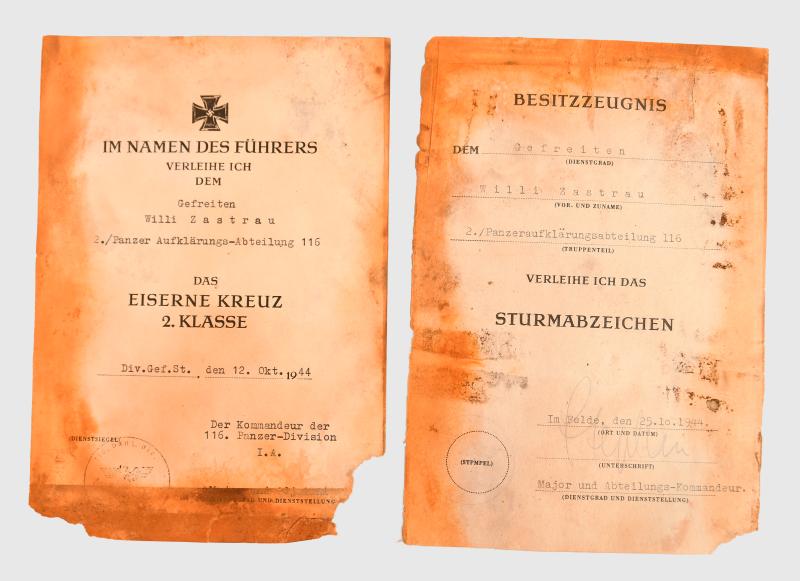 IM NAMEN DES FÜHRERS
VERLEIHE ICH
DEM
Gefreiten
Willi Zastrau
2./Panzer Aufklärungs-Abteilung 116
DAS
EISERNE KREUZ
2. KLASSE
Div.Gef.St. , den 12. Okt. 1944
Der Kommandeur der
116. Panzer-Division
I.A.
(DIENSTSIEGEL)
UND DIENSTSTELLUNG)
BESITZZEUGNIS
DEM Gefreiten
(DIENSTGRAD)
Willi Zastrau
(VOR- UND ZUNAME)
2./Panzeraufklärungsabteilung 116
(TRUPPENTEIL)
VERLEIHE ICH DAS
STURMABZEICHEN
Im Felde, den 25.10.1944.
(ORT UND DATUM)
(STPMPEL)
(UNTERSCHRIFT)
Major und Abteilungs-Kommandeur.
(DIENSTGRAD UND DIENSTSTELLUNG)